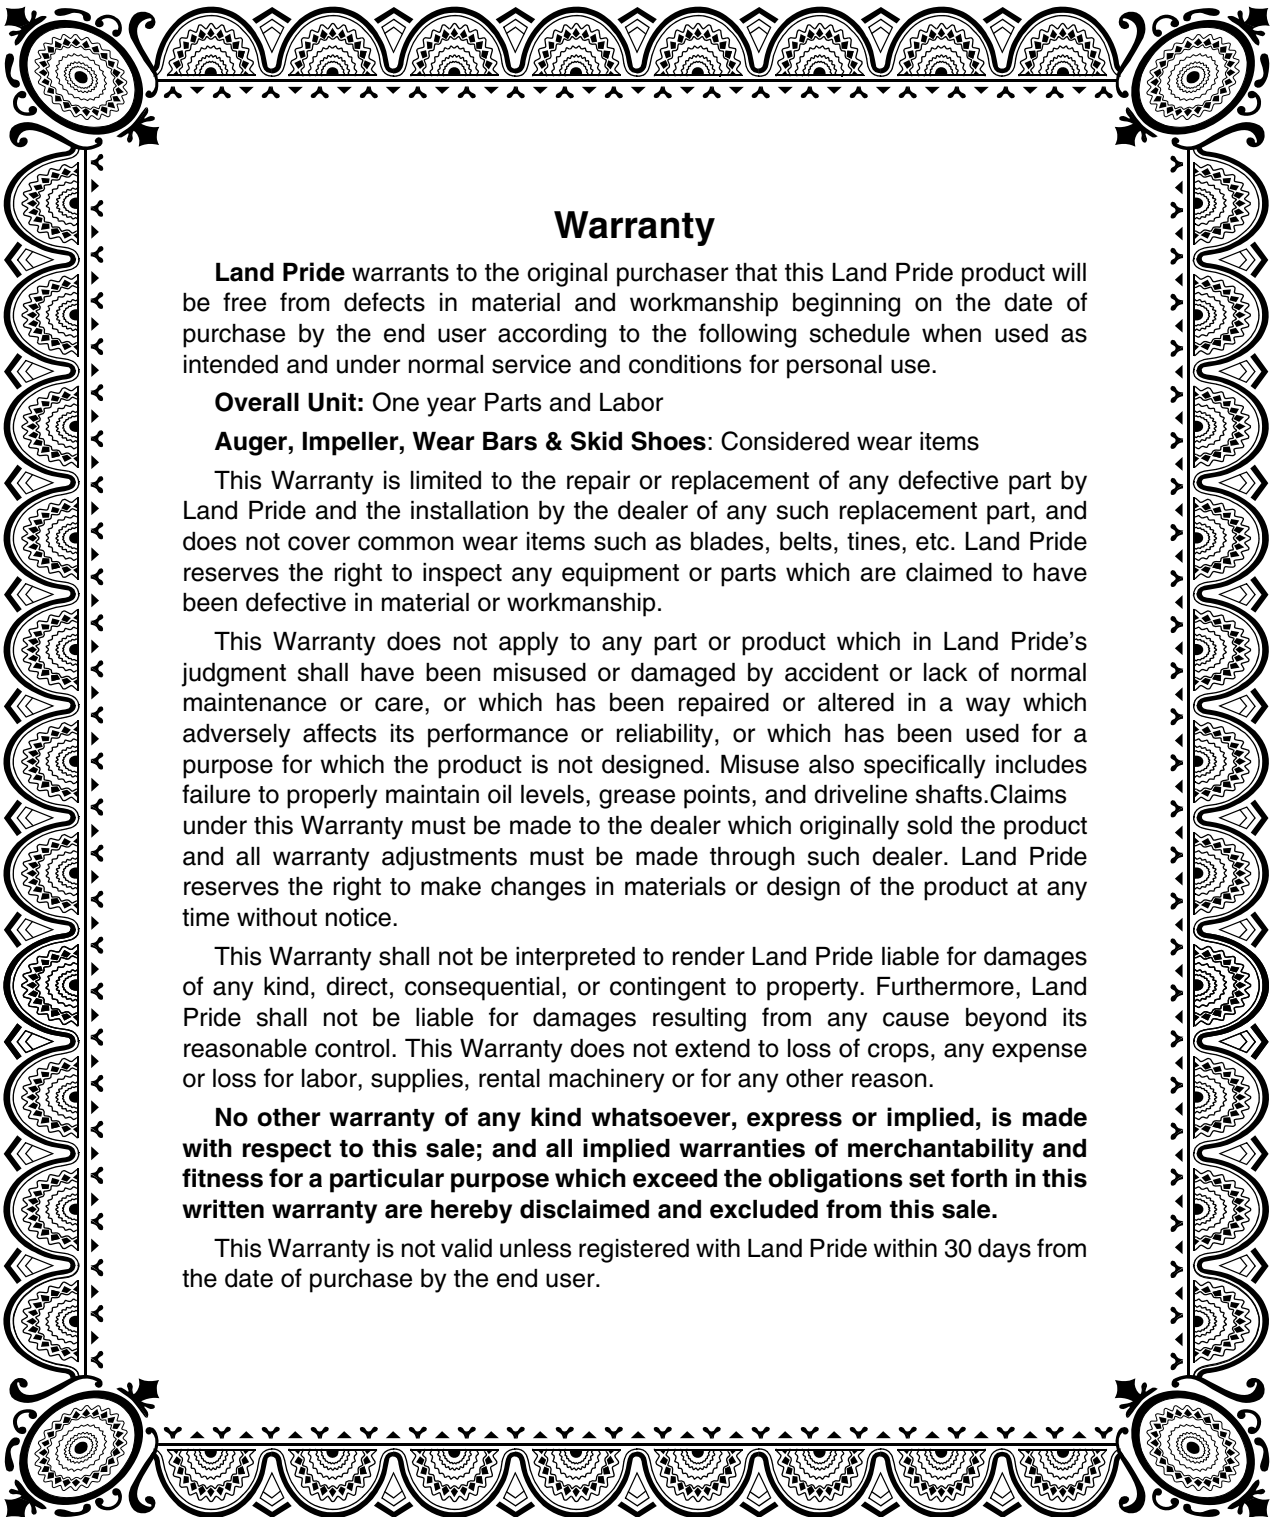 Warranty
Land Pride warrants to the original purchaser that this Land Pride product will
be free from defects in material and workmanship beginning on the date of
purchase by the end user according to the following schedule when used as
intended and under normal service and conditions for personal use.
Overall Unit: One year Parts and Labor
Auger, Impeller, Wear Bars & Skid Shoes: Considered wear items
This Warranty is limited to the repair or replacement of any defective part by
Land Pride and the installation by the dealer of any such replacement part, and
does not cover common wear items such as blades, belts, tines, etc. Land Pride
reserves the right to inspect any equipment or parts which are claimed to have
been defective in material or workmanship.
This Warranty does not apply to any part or product which in Land Pride’s
judgment shall have been misused or damaged by accident or lack of normal
maintenance or care, or which has been repaired or altered in a way which
adversely affects its performance or reliability, or which has been used for a
purpose for which the product is not designed. Misuse also specifically includes
failure to properly maintain oil levels, grease points, and driveline shafts.Claims
under this Warranty must be made to the dealer which originally sold the product
and all warranty adjustments must be made through such dealer. Land Pride
reserves the right to make changes in materials or design of the product at any
time without notice.
This Warranty shall not be interpreted to render Land Pride liable for damages
of any kind, direct, consequential, or contingent to property. Furthermore, Land
Pride shall not be liable for damages resulting from any cause beyond its
reasonable control. This Warranty does not extend to loss of crops, any expense
or loss for labor, supplies, rental machinery or for any other reason.
No other warranty of any kind whatsoever, express or implied, is made
with respect to this sale; and all implied warranties of merchantability and
fitness for a particular purpose which exceed the obligations set forth in this
written warranty are hereby disclaimed and excluded from this sale.
This Warranty is not valid unless registered with Land Pride within 30 days from
the date of purchase by the end user.